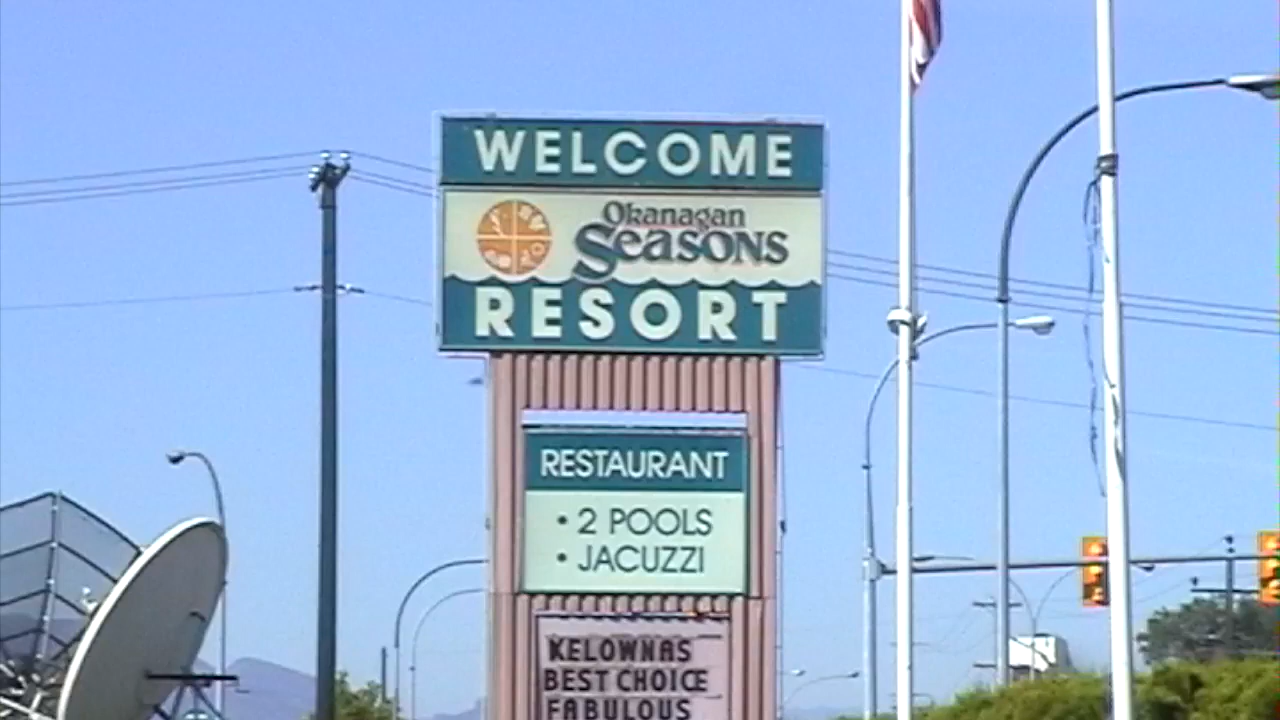 WELCOME
Okanagan
Seasons
RESORT
RESTAURANT
• 2 POOLS
• JACUZZI
KELOWNAS
BEST CHOICE
FABULOUS